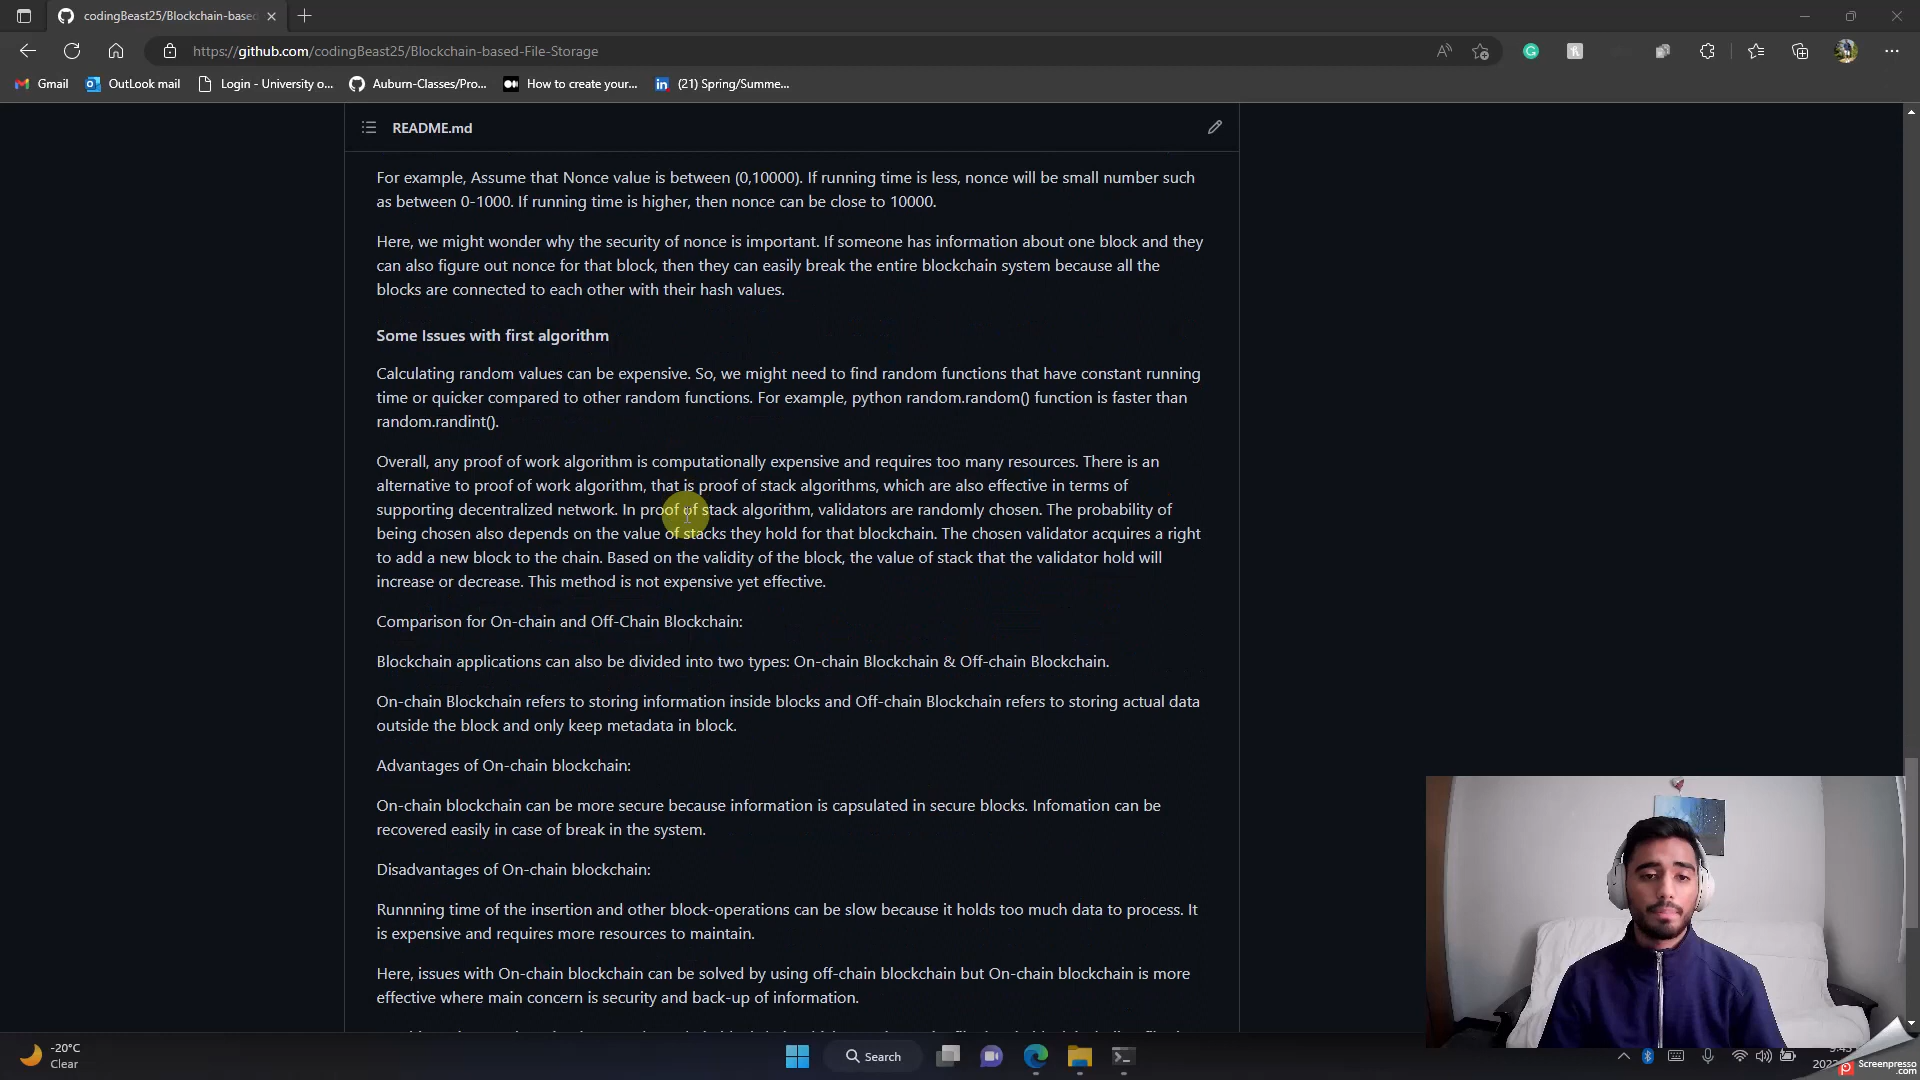 codingBeast25/Blockchain-based
https://github.com/codingBeast25/Blockchain-based-File-Storage
Gmail
OutLook mail
Login - University o...
Auburn-Classes/Pro...
How to create your...
(21) Spring/Summe...
README.md
For example, Assume that Nonce value is between (0,10000). If running time is less, nonce will be small number such
as between 0-1000. If running time is higher, then nonce can be close to 10000.
Here, we might wonder why the security of nonce is important. If someone has information about one block and they
can also figure out nonce for that block, then they can easily break the entire blockchain system because all the
blocks are connected to each other with their hash values.
Some Issues with first algorithm
Calculating random values can be expensive. So, we might need to find random functions that have constant running
time or quicker compared to other random functions. For example, python random.random() function is faster than
random.randint().
Overall, any proof of work algorithm is computationally expensive and requires too many resources. There is an
alternative to proof of work algorithm, that is proof of stack algorithms, which are also effective in terms of
supporting decentralized network. In proof of stack algorithm, validators are randomly chosen. The probability of
being chosen also depends on the value of stacks they hold for that blockchain. The chosen validator acquires a right
to add a new block to the chain. Based on the validity of the block, the value of stack that the validator hold will
increase or decrease. This method is not expensive yet effective.
Comparison for On-chain and Off-Chain Blockchain:
Blockchain applications can also be divided into two types: On-chain Blockchain & Off-chain Blockchain.
On-chain Blockchain refers to storing information inside blocks and Off-chain Blockchain refers to storing actual data
outside the block and only keep metadata in block.
Advantages of On-chain blockchain:
On-chain blockchain can be more secure because information is capsulated in secure blocks. Infomation can be
recovered easily in case of break in the system.
Disadvantages of On-chain blockchain:
Runnning time of the insertion and other block-operations can be slow because it holds too much data to process. It
is expensive and requires more resources to maintain.
Here, issues with On-chain blockchain can be solved by using off-chain blockchain but On-chain blockchain is more
effective where main concern is security and back-up of information.
-20°C
Clear
Search
Screenpresso
.com